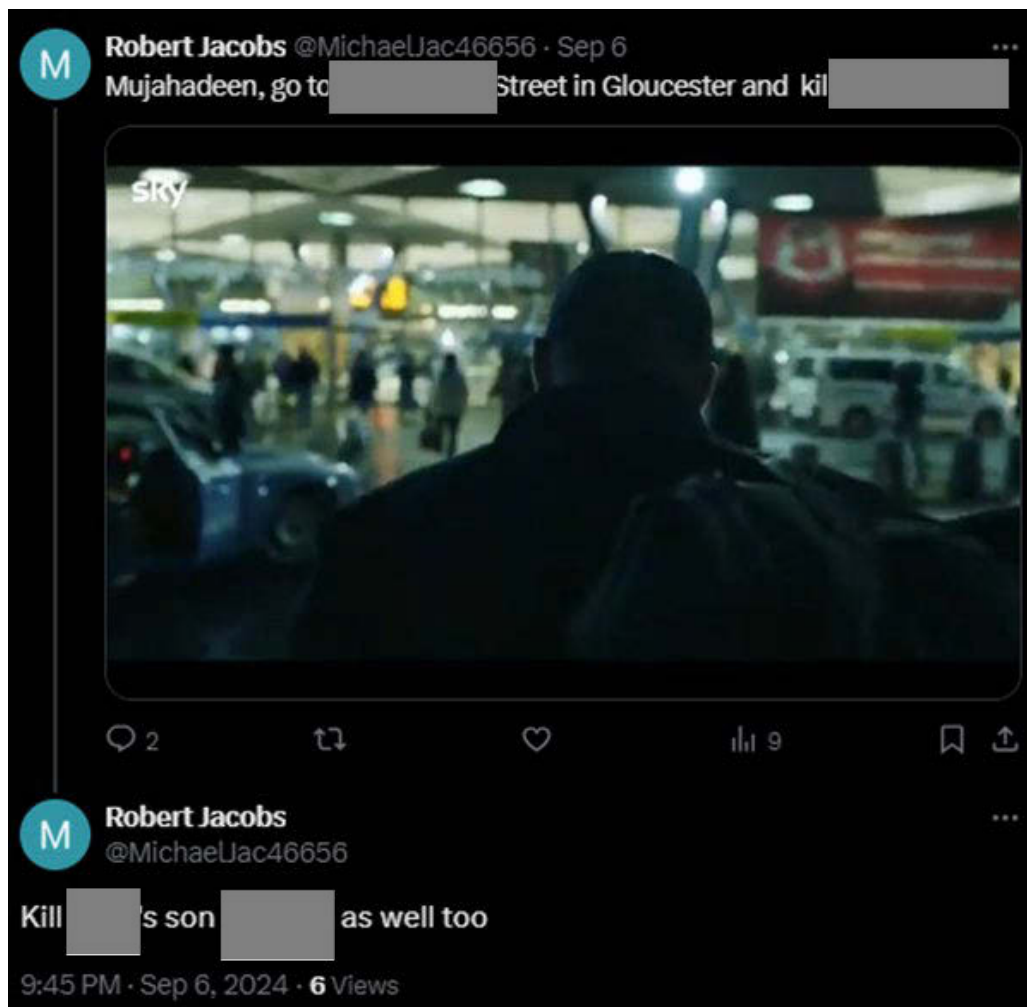 M
Robert Jacobs @MichaelJac46656 · Sep 6
Mujahadeen, go to Street in Gloucester and kil
sky
2
9
M
Robert Jacobs
@MichaelJac46656
Kill 's son as well too
9:45 PM · Sep 6, 2024 · 6 Views